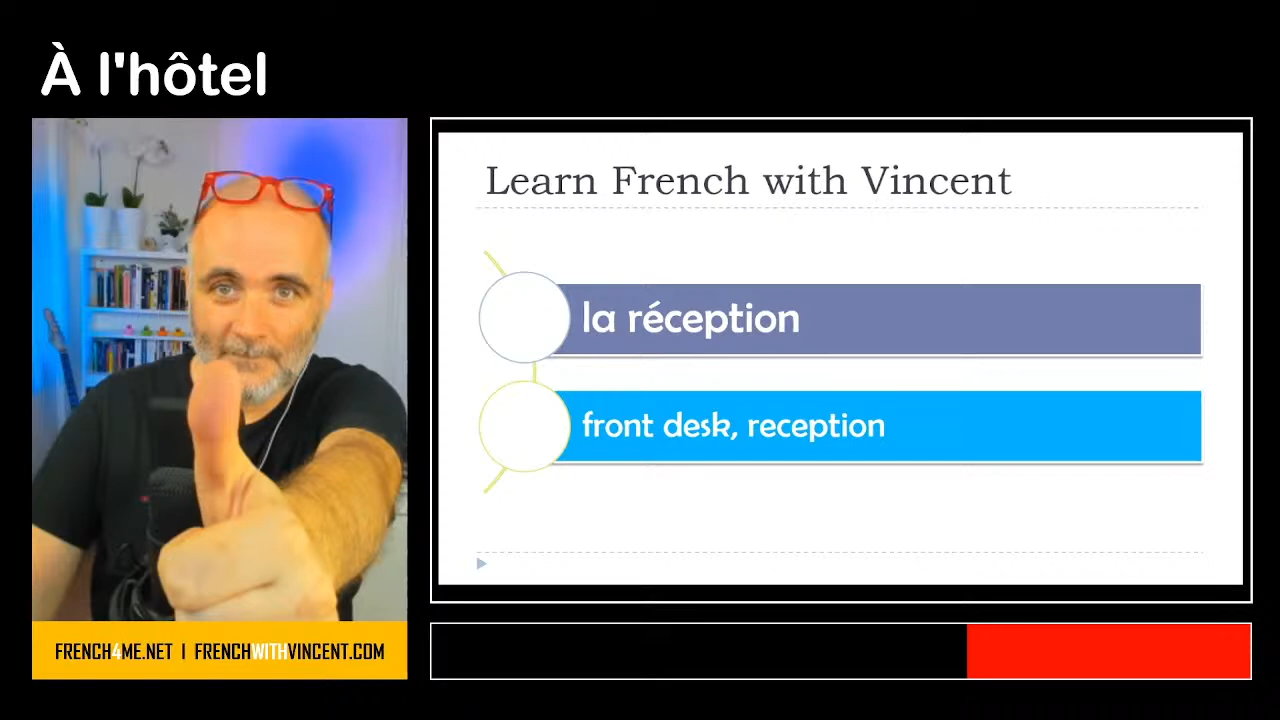 À l'hôtel
Learn French with Vincent
la réception
front desk, reception
FRENCH4ME.NET I FRENCHWITHVINCENT.COM